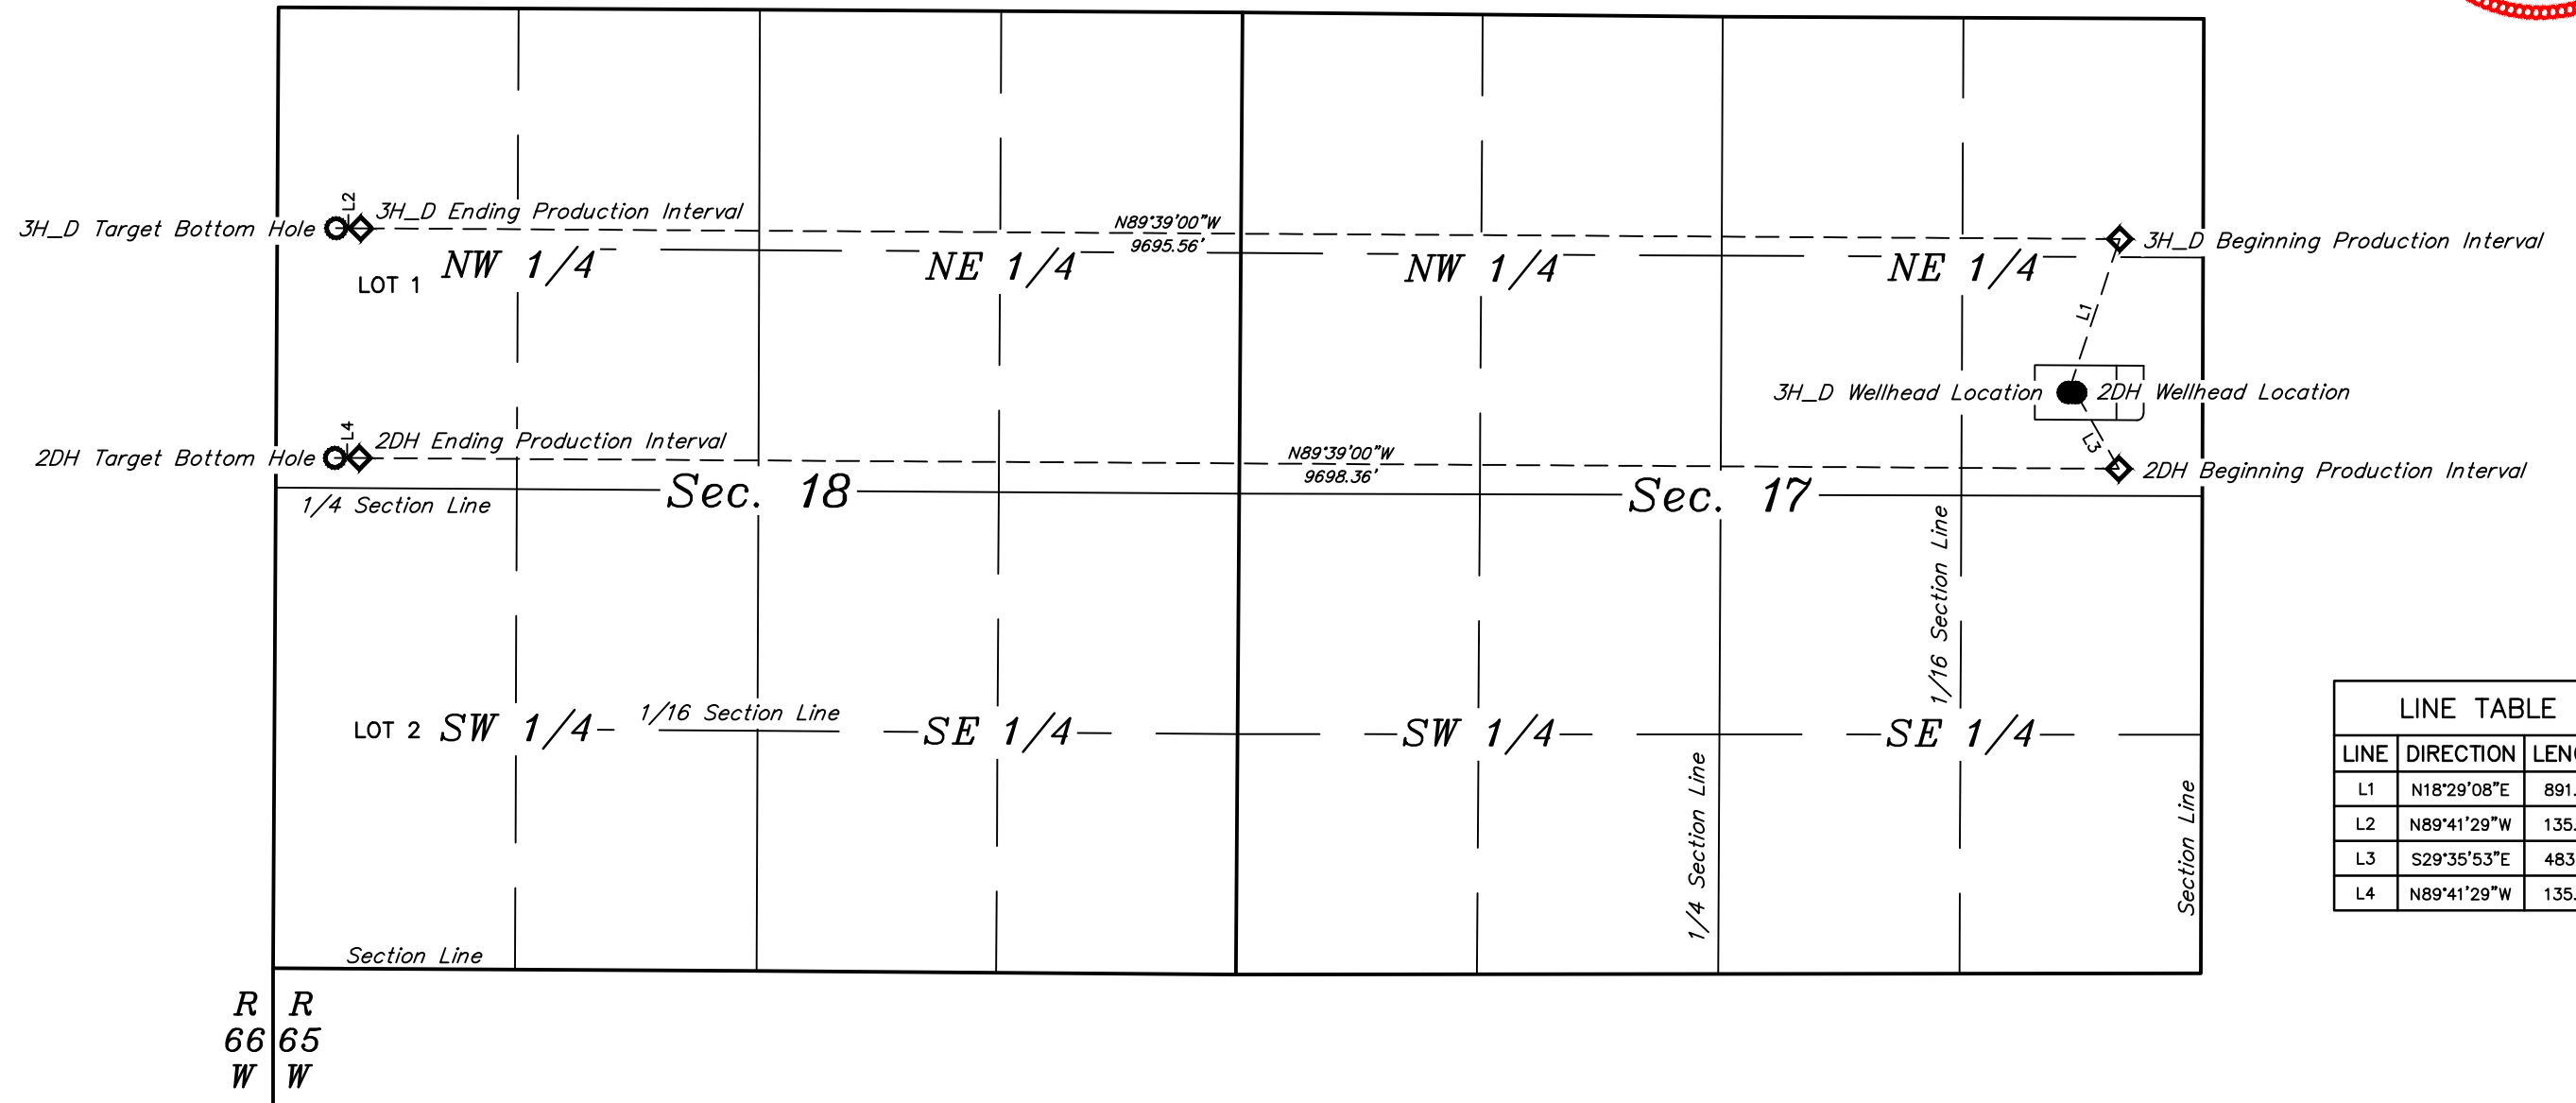 L2
3H_D Ending Production Interval
3H_D Target Bottom Hole
N89°39'00"W
9695.56'
3H_D Beginning Production Interval
LOT 1 NW 1/4
NE 1/4
NW 1/4
NE 1/4
L1
3H_D Wellhead Location
2DH Wellhead Location
L4
2DH Ending Production Interval
2DH Target Bottom Hole
N89°39'00"W
9698.36'
L3
2DH Beginning Production Interval
1/4 Section Line
Sec. 18
Sec. 17
1/16 Section Line
LOT 2 SW 1/4
1/16 Section Line
SE 1/4
SW 1/4
SE 1/4
1/4 Section Line
Section Line
Section Line
R R
66 65
W W
LINE TABLE
LINE DIRECTION
L1 N18°29'08"E 891.
L2 N89°41'29"W 135.
L3 S29°35'53"E 483
L4 N89°41'29"W 135.